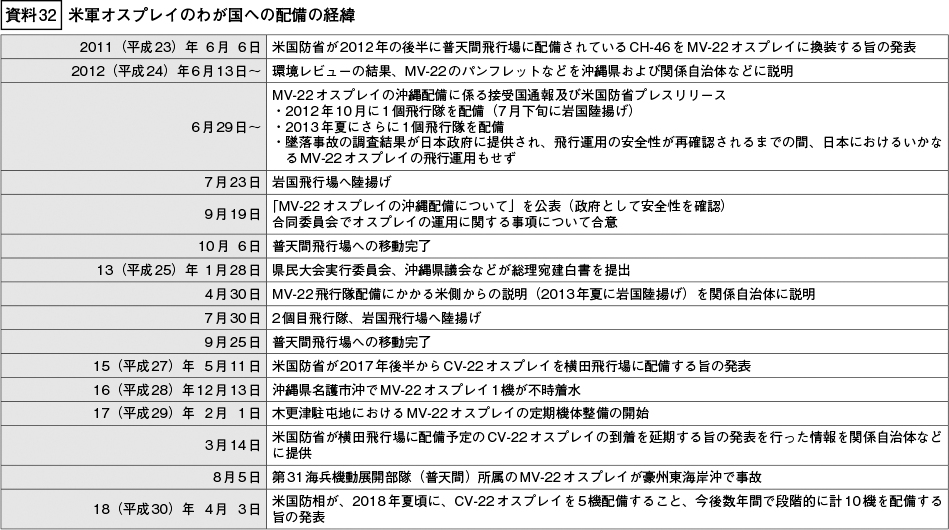 資料32 米軍オスプレイのわが国への配備の経緯
2011（平成23）年 6月 6日 米国防省が2012年の後半に普天間飛行場に配備されているCH-46をMV-22オスプレイに換装する旨の発表
2012（平成24）年6月13日～ 環境レビューの結果、MV-22のパンフレットなどを沖縄県および関係自治体などに説明
6月29日～ MV-22オスプレイの沖縄配備に係る接受国通報及び米国防省プレスリリース
・2012年10月に1個飛行隊を配備（7月下旬に岩国陸揚げ）
・2013年夏にさらに1個飛行隊を配備
・墜落事故の調査結果が日本政府に提供され、飛行運用の安全性が再確認されるまでの間、日本におけるいかな
るMV-22オスプレイの飛行運用もせず
7月23日 岩国飛行場へ陸揚げ
9月19日 「MV-22オスプレイの沖縄配備について」を公表（政府として安全性を確認）
合同委員会でオスプレイの運用に関する事項について合意
10月 6日 普天間飛行場への移動完了
13（平成25）年 1月28日 県民大会実行委員会、沖縄県議会などが総理宛建白書を提出
4月30日 MV-22飛行隊配備にかかる米側からの説明（2013年夏に岩国陸揚げ）を関係自治体に説明
7月30日 2個目飛行隊、岩国飛行場へ陸揚げ
9月25日 普天間飛行場への移動完了
15（平成27）年 5月11日 米国防省が2017年後半からCV-22オスプレイを横田飛行場に配備する旨の発表
16（平成28）年12月13日 沖縄県名護市沖でMV-22オスプレイ1機が不時着水
17（平成29）年 2月 1日 木更津駐屯地におけるMV-22オスプレイの定期機体整備の開始
3月14日 米国防省が横田飛行場に配備予定のCV-22オスプレイの到着を延期する旨の発表を行った情報を関係自治体など
に提供
8月5日 第31海兵機動展開部隊（普天間）所属のMV-22オスプレイが豪州東海岸沖で事故
18（平成30）年 4月 3日 米国防相が、2018年夏頃に、CV-22オスプレイを5機配備すること、今後数年間で段階的に計10機を配備する
旨の発表